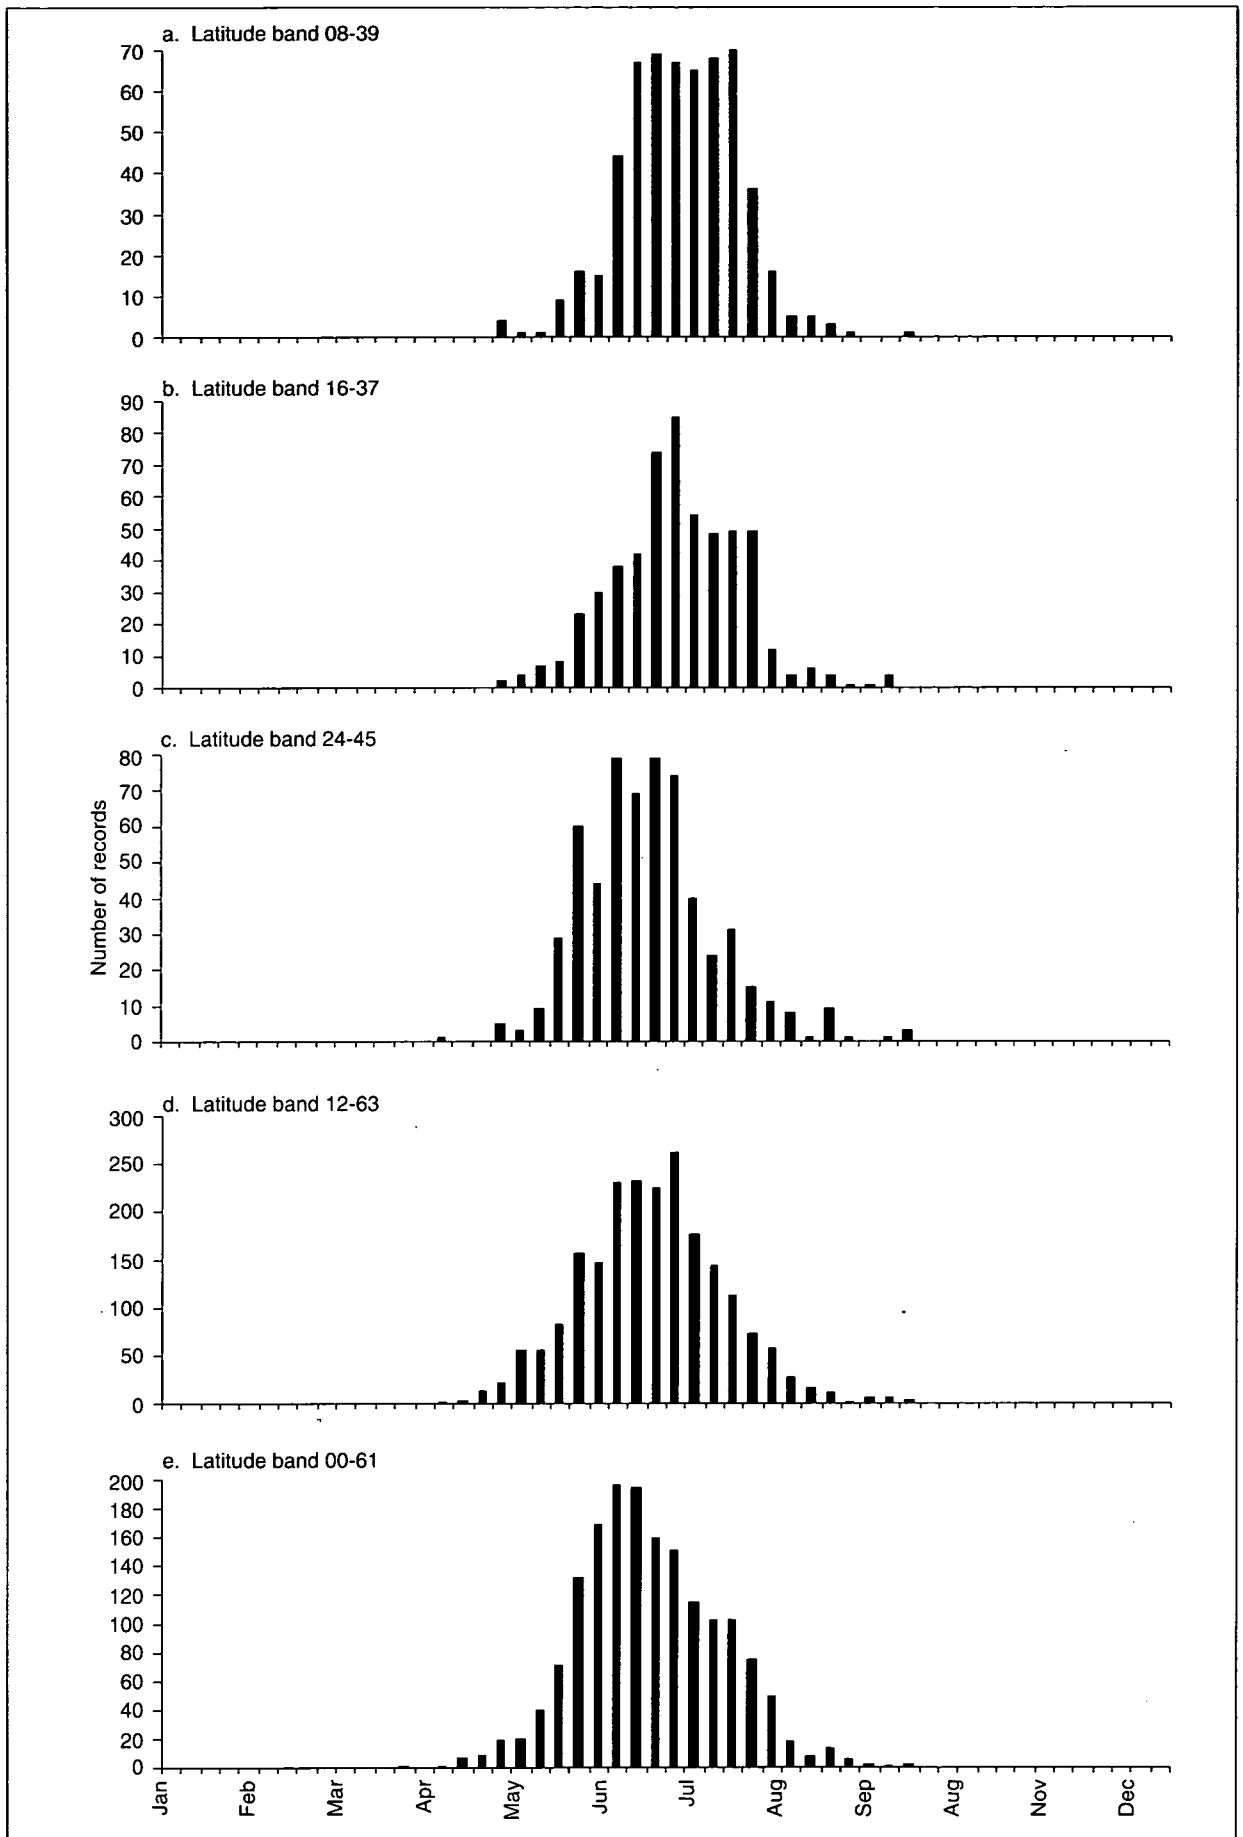 a. Latitude band 08-39
70
60
50
40
30
20
10
0
b. Latitude band 16-37
90
80
70
60
50
40
30
20
10
0
c. Latitude band 24-45
80
70
60
50
40
30
20
10
0
Number of records
d. Latitude band 12-63
300
250
200
150
100
50
0
e. Latitude band 00-61
200
180
160
140
120
100
80
60
40
20
0
Jan
Feb
Mar
Apr
May
Jun
Jul
Aug
Sep
Aug
Nov
Dec